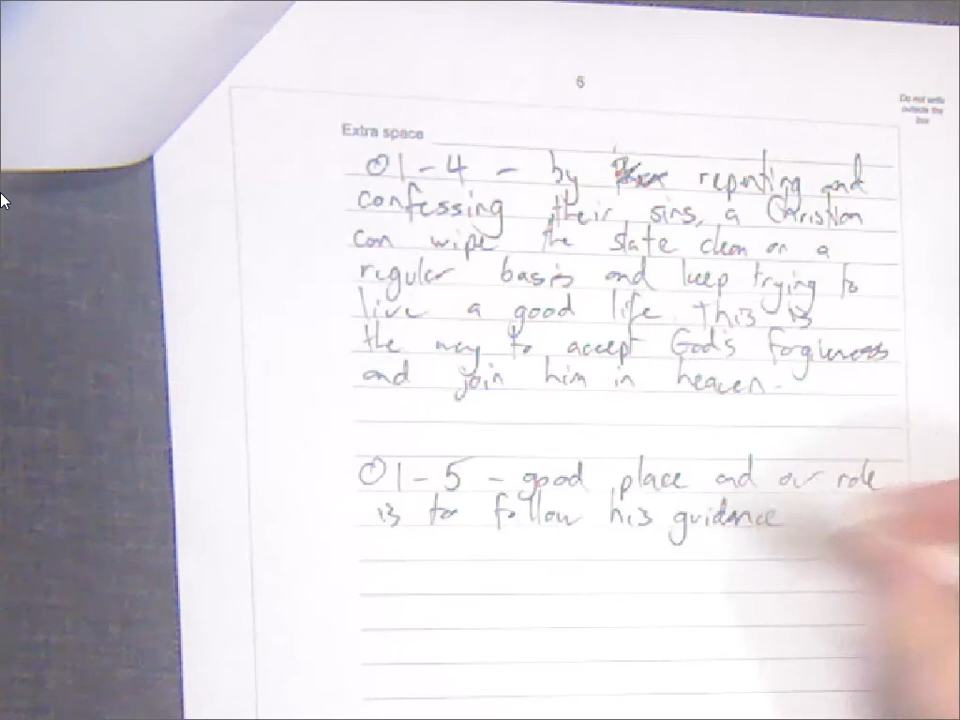 6
Do not write
outside the
box
Extra space
01-4 - by repenting and
confessing their sins, a Christian
can wipe the slate clean on a
regular basis and keep trying to
live a good life. This is
the way to accept God's forgiveness
and join him in heaven.
01-5 - good place and our role
is to follow his guidance